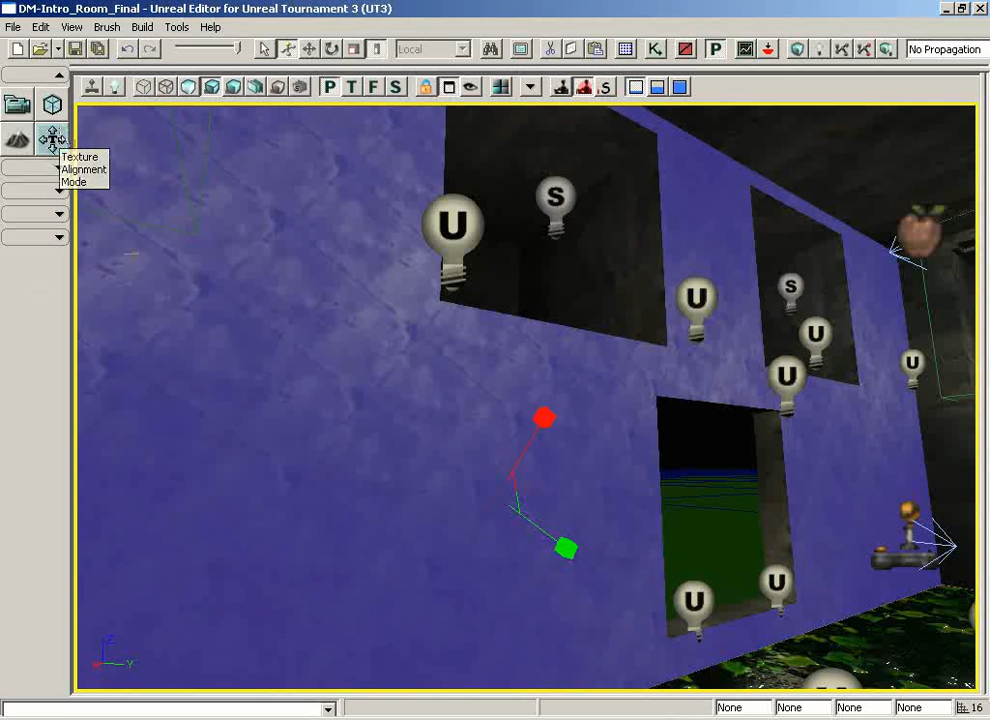 DM-Intro_Room_Final - Unreal Editor for Unreal Tournament 3 (UT3)
File Edit View Brush Build Tools Help
Local
K
P
No Propagation
P T F S
S
Texture
Alignment
Mode
U
S
U
S
U
U
U
U
U
Z
Y
None None None None 16